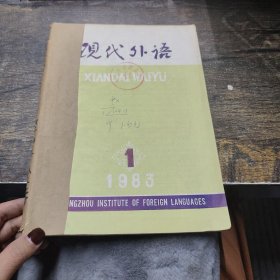 现代外语
XIANDAI WAIYU
1
1983
NGZHOU INSTITUTE OF FOREIGN LANGUAGES